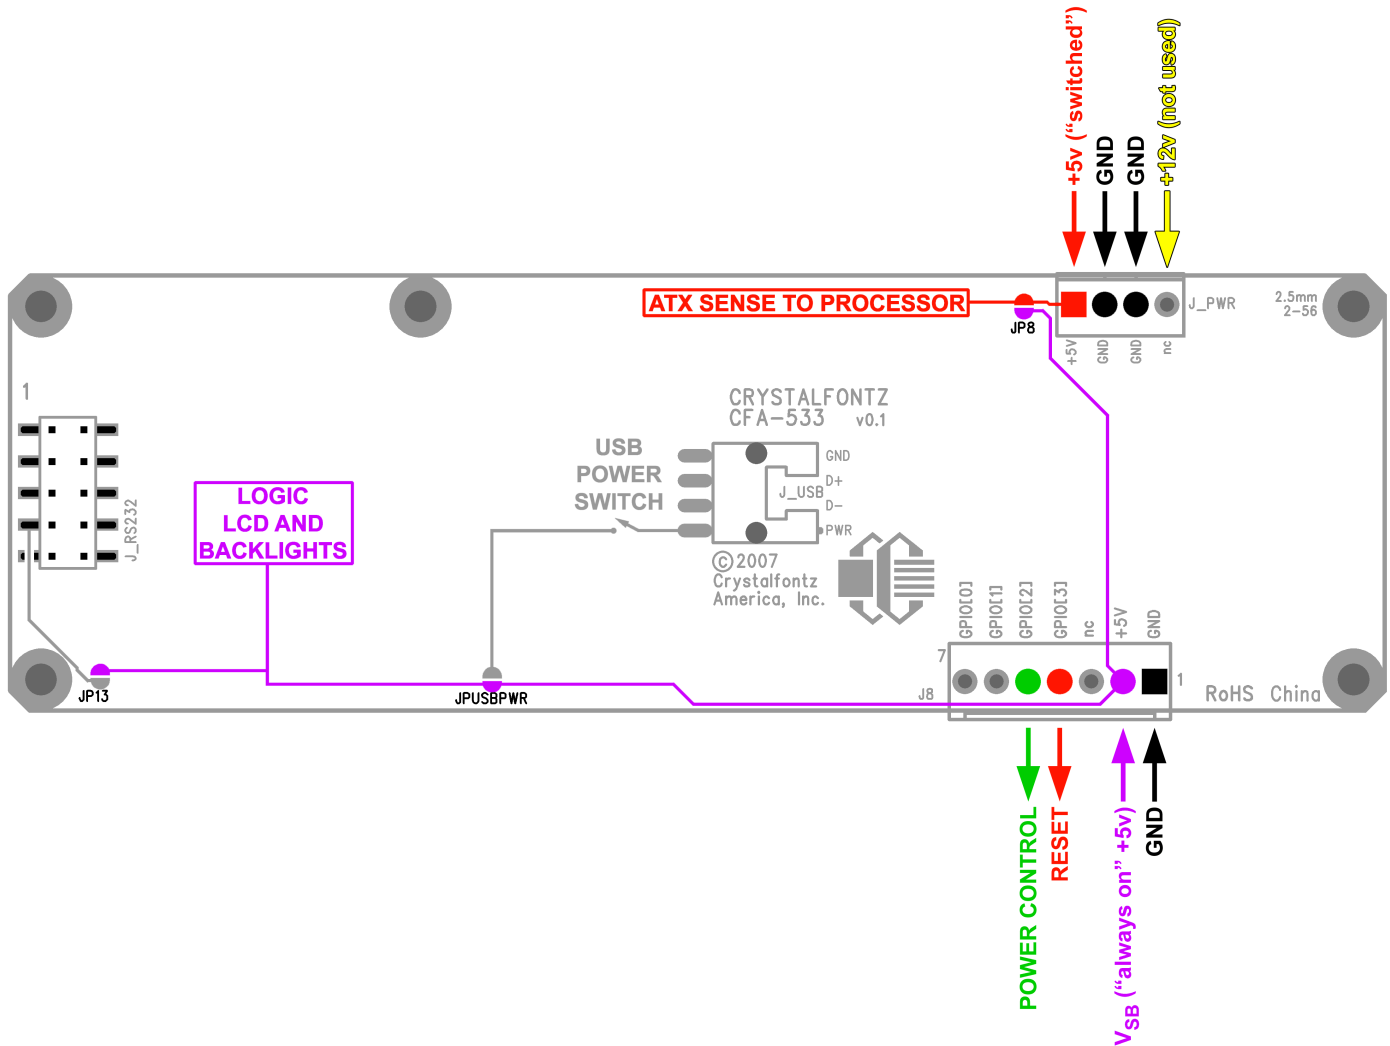 +5v (“switched”)
GND
GND
+12v (not used)
ATX SENSE TO PROCESSOR
JP8
J_PWR
2.5mm
2-56
+5V
GND
GND
nc
1
CRYSTALFONTZ
CFA-533 v0.1
USB
POWER
SWITCH
GND
D+
J_USB
D-
PWR
LOGIC
LCD AND
BACKLIGHTS
J_RS232
©2007
Crystalfontz
America, Inc.
GPIO[0]
GPIO[1]
GPIO[2]
GPIO[3]
nc
+5V
GND
7
J8
1
RoHS China
JP13
JPUSBPWR
POWER CONTROL
RESET
VSB (“always on” +5v)
GND